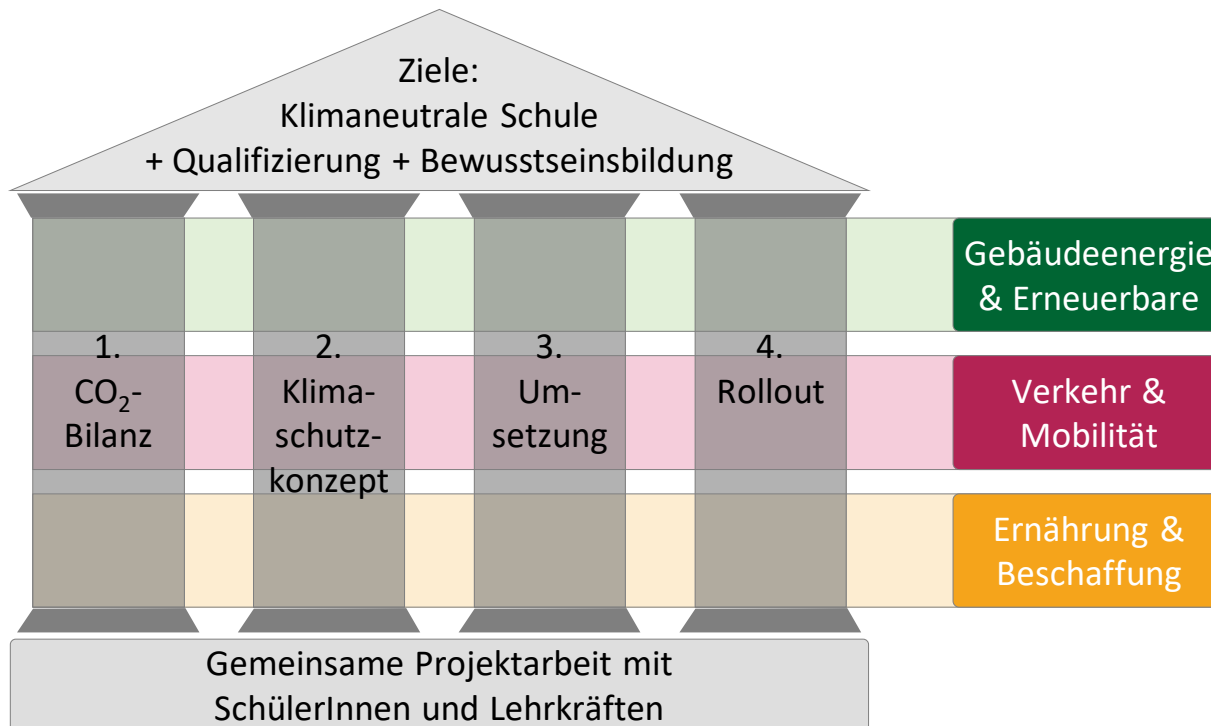 Ziele:
Klimaneutrale Schule
+ Qualifizierung + Bewusstseinsbildung
Gebäudeenergie
& Erneuerbare
1.
CO₂-
Bilanz
2.
Klima-
schutz-
konzept
3.
Um-
setzung
4.
Rollout
Verkehr &
Mobilität
Ernährung &
Beschaffung
Gemeinsame Projektarbeit mit
SchülerInnen und Lehrkräften